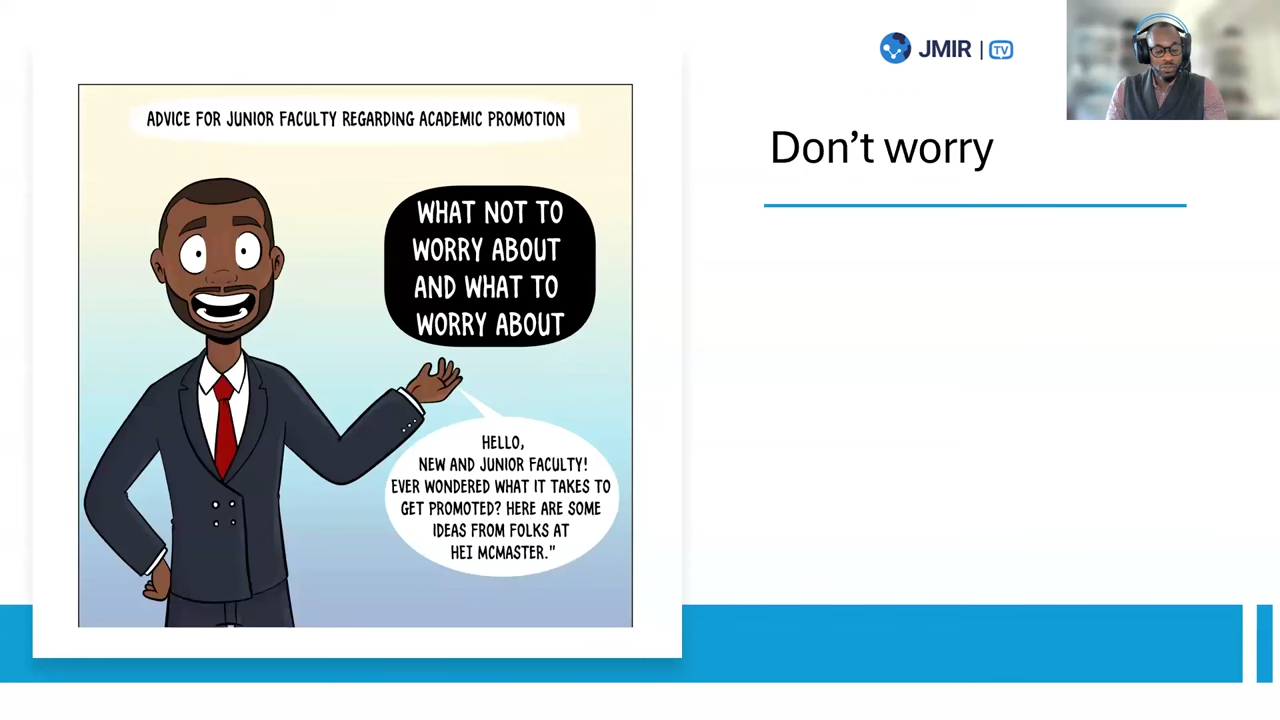 JMIR | TV
Don’t worry
ADVICE FOR JUNIOR FACULTY REGARDING ACADEMIC PROMOTION
WHAT NOT TO
WORRY ABOUT
AND WHAT TO
WORRY ABOUT
HELLO,
NEW AND JUNIOR FACULTY!
EVER WONDERED WHAT IT TAKES TO
GET PROMOTED? HERE ARE SOME
IDEAS FROM FOLKS AT
HEI MCMASTER."